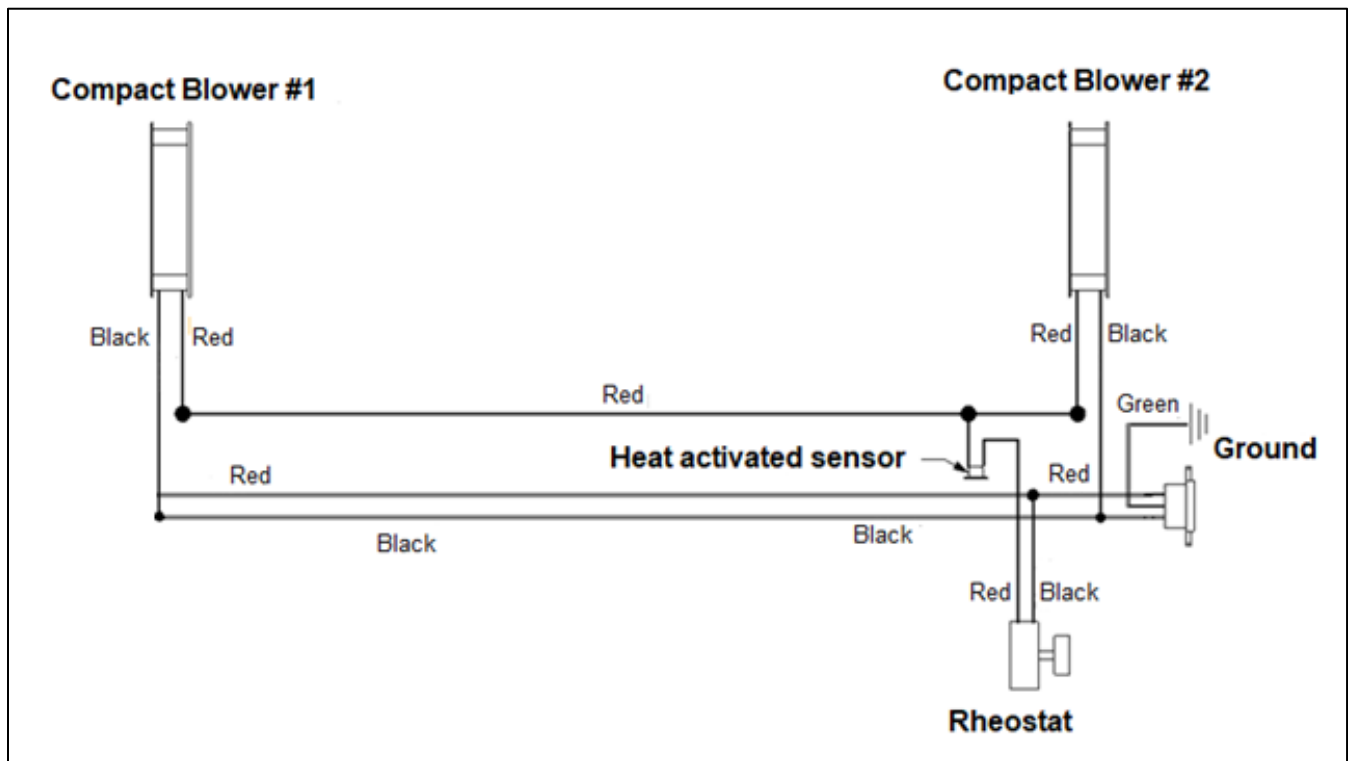 Compact Blower #1
Compact Blower #2
Black
Red
Red
Black
Red
Green
Heat activated sensor
Ground
Red
Red
Black
Black
Red
Black
Rheostat